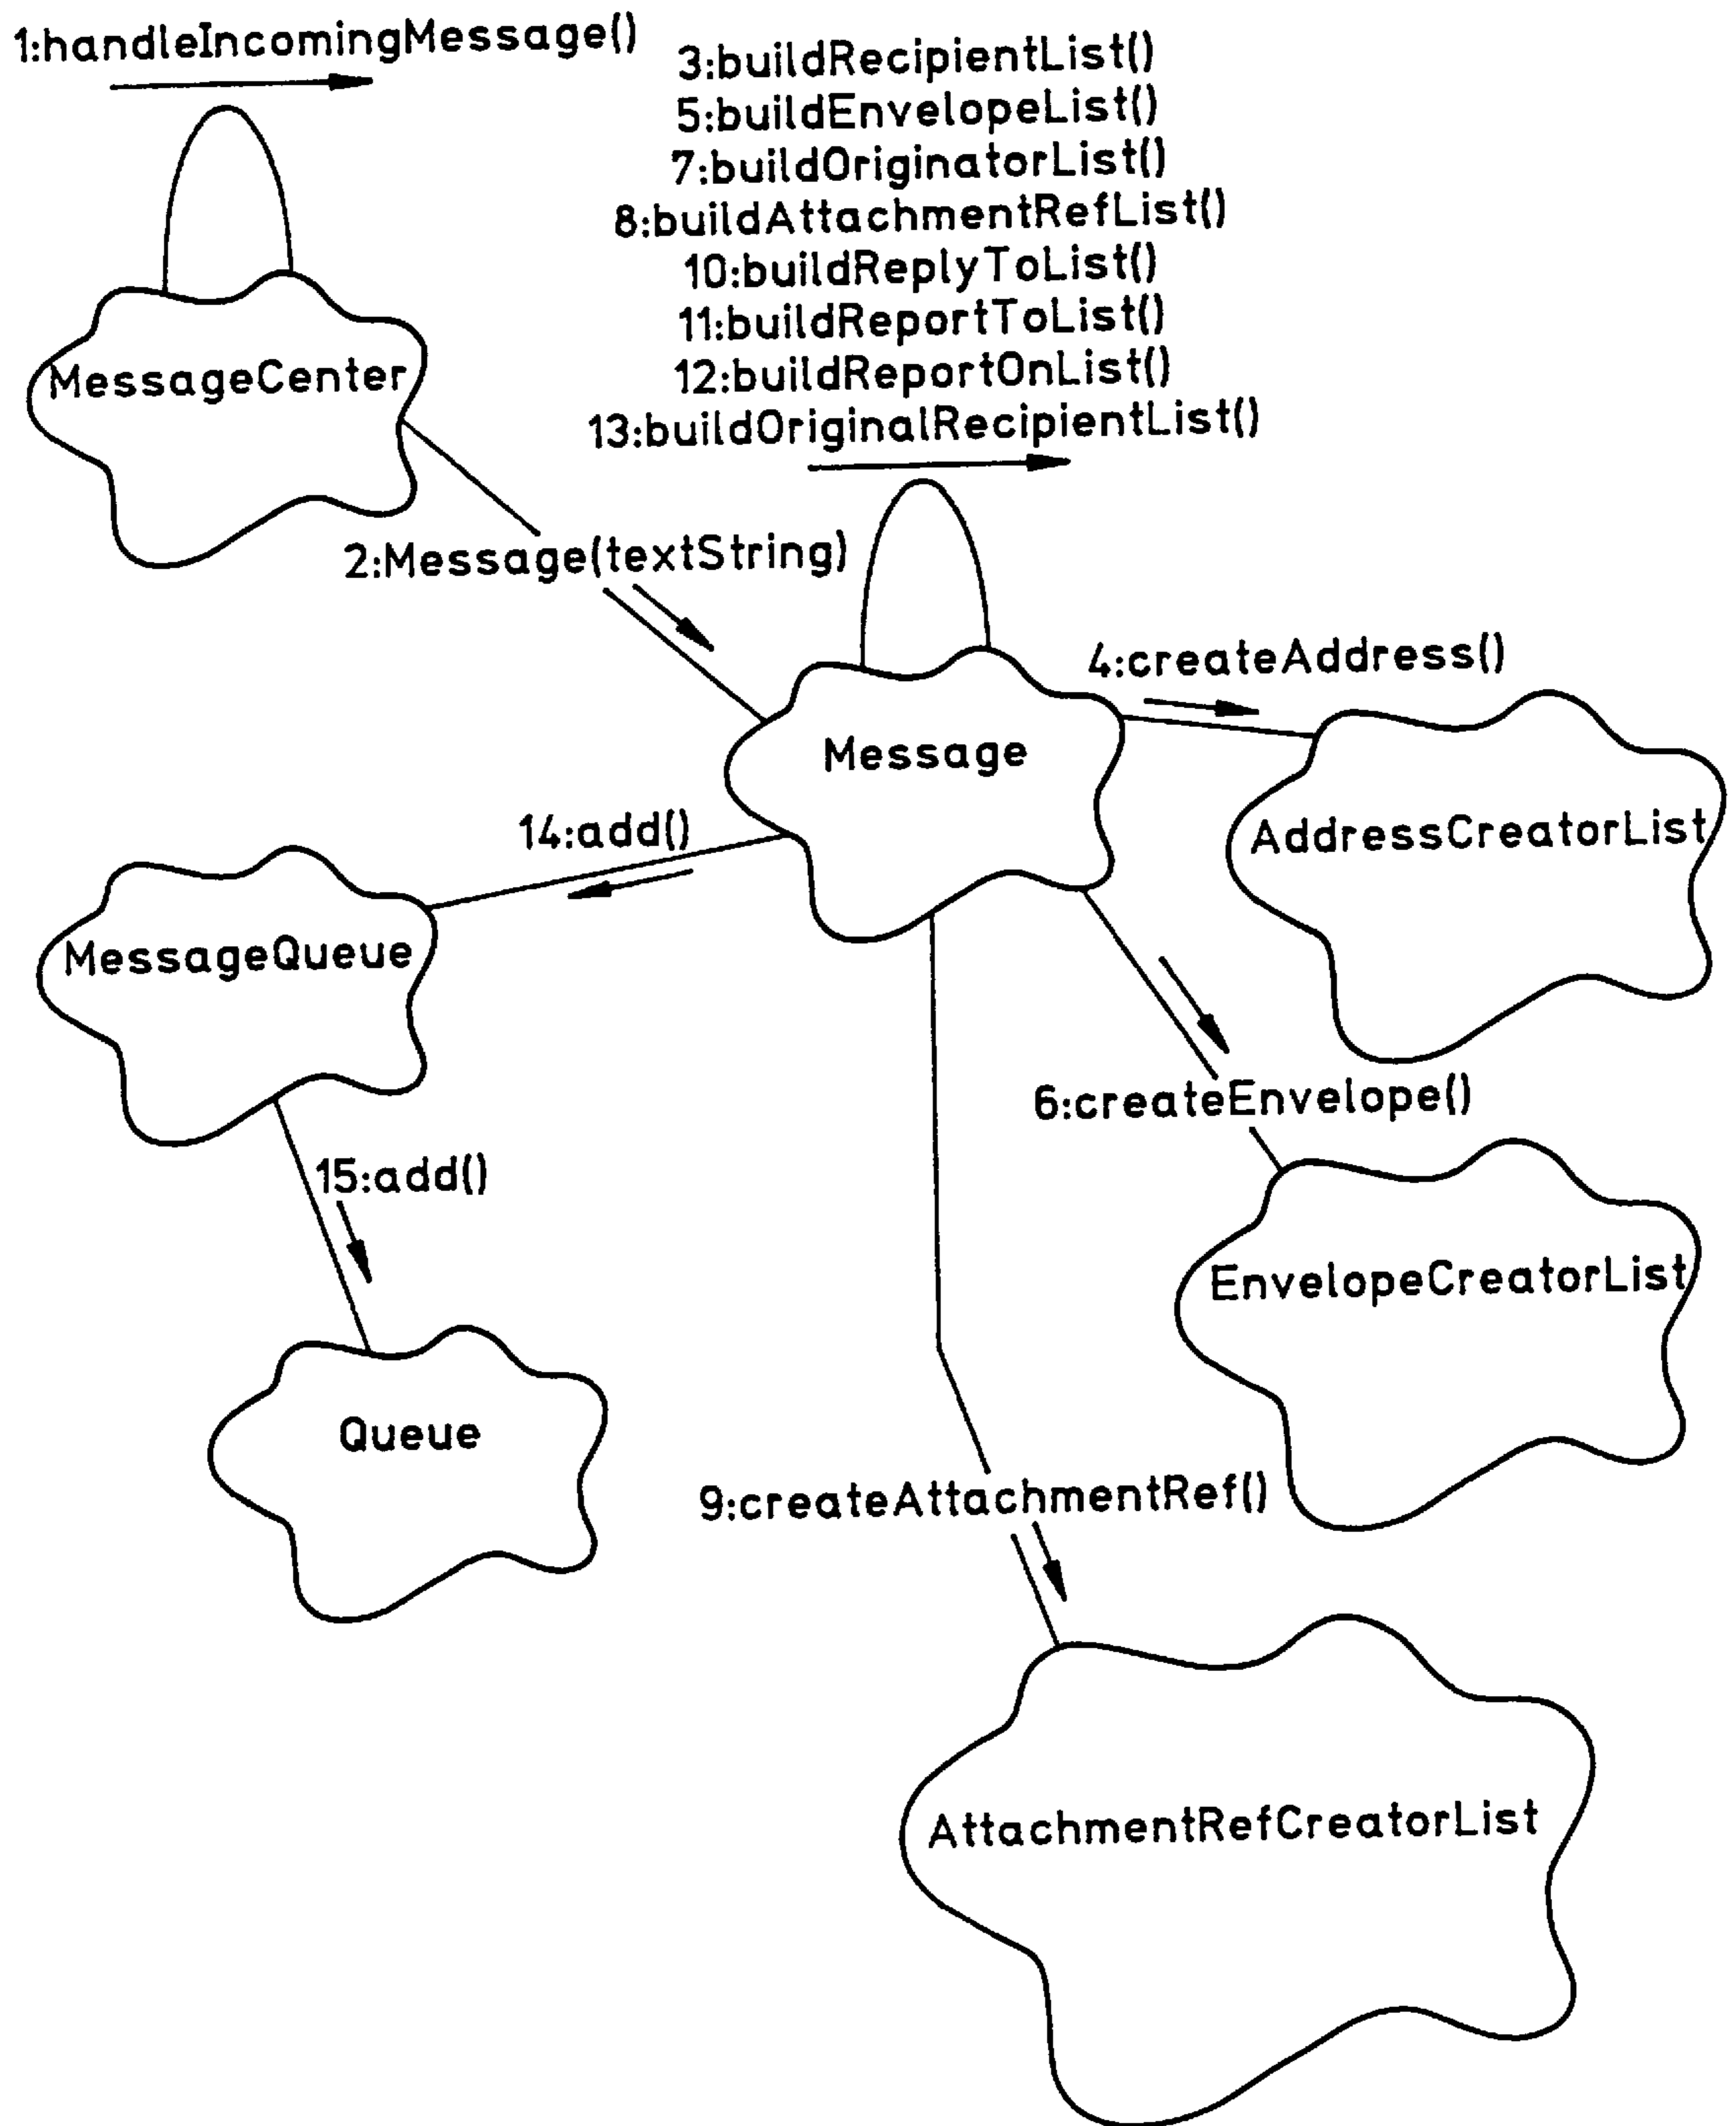 1:handleIncomingMessage()
3:buildRecipientList()
5:buildEnvelopeList()
7:buildOriginatorList()
8:buildAttachmentRefList()
10:buildReplyToList()
11:buildReportToList()
12:buildReportOnList()
13:buildOriginalRecipientList()
MessageCenter
2:Message(textString)
4:createAddress()
Message
AddressCreatorList
14:add()
MessageQueue
6:createEnvelope()
15:add()
EnvelopeCreatorList
Queue
9:createAttachmentRef()
AttachmentRefCreatorList